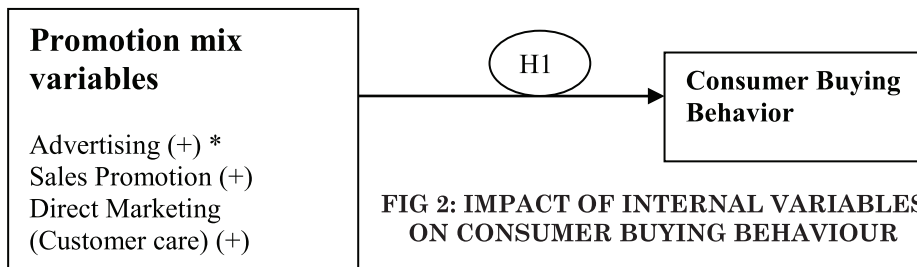 Promotion mix
variables
Advertising (+) *
Sales Promotion (+)
Direct Marketing
(Customer care) (+)
H1
Consumer Buying
Behavior
FIG 2: IMPACT OF INTERNAL VARIABLES
ON CONSUMER BUYING BEHAVIOUR